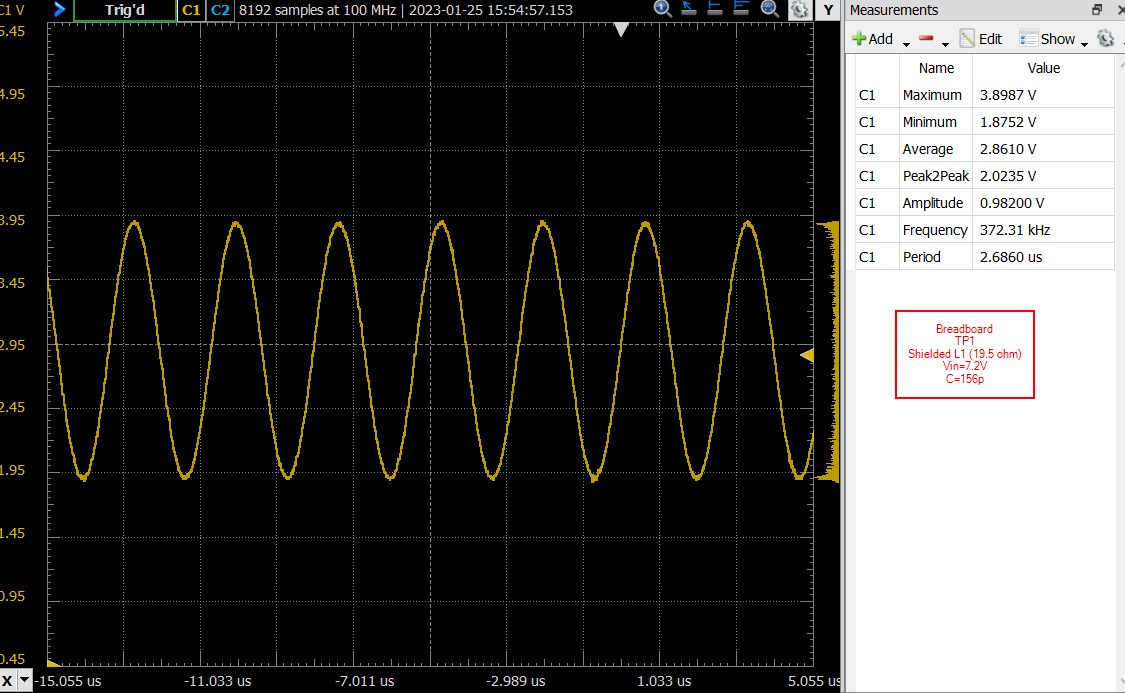 C1 V Trig'd C1 C2 8192 samples at 100 MHz | 2023-01-25 15:54:57.153 Y
5.45
4.95
4.45
3.95
3.45
2.95
2.45
1.95
1.45
0.95
0.45
X -15.055 us -11.033 us -7.011 us -2.989 us 1.033 us 5.055 us
Measurements
Add Edit Show
Name Value
C1 Maximum 3.8987 V
C1 Minimum 1.8752 V
C1 Average 2.8610 V
C1 Peak2Peak 2.0235 V
C1 Amplitude 0.98200 V
C1 Frequency 372.31 kHz
C1 Period 2.6860 us
Breadboard
TP1
Shielded L1 (19.5 ohm)
Vin=7.2V
C=156p